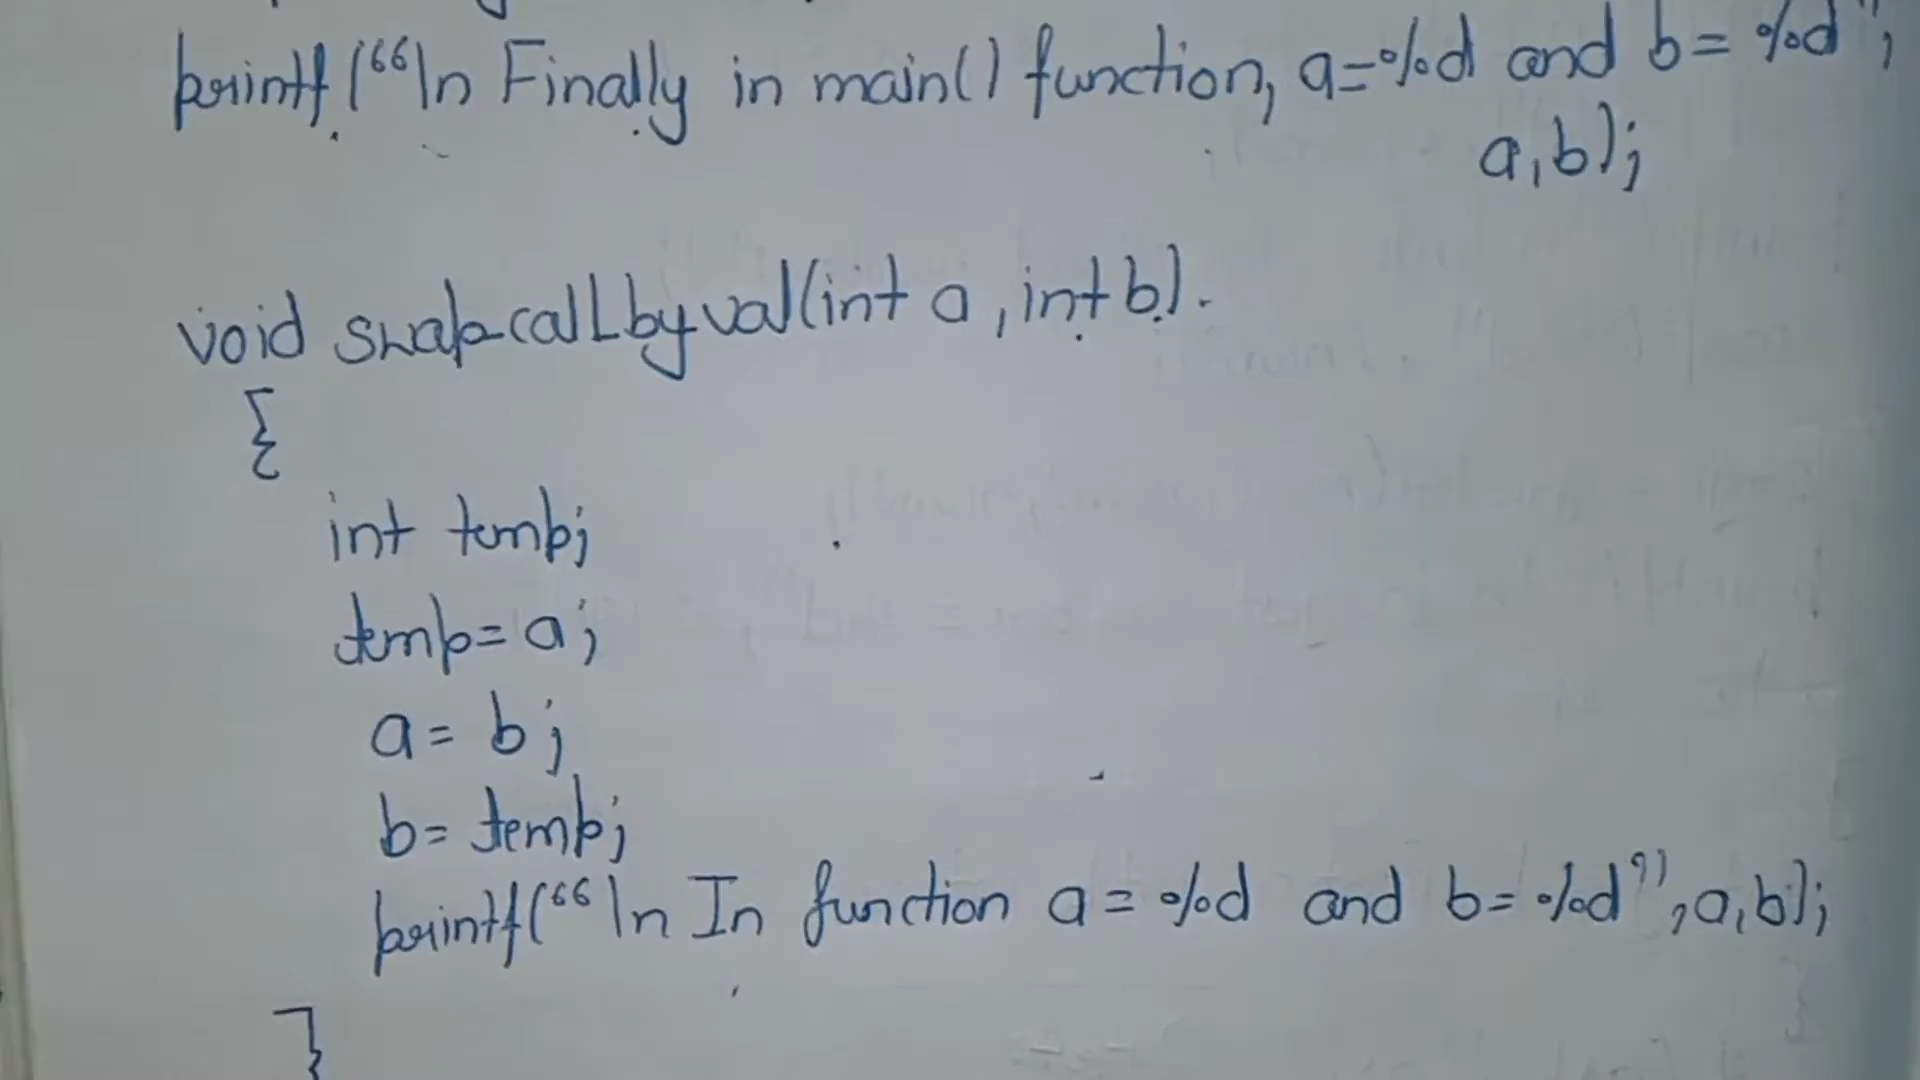 printf(“\n Finally in main() function, a=%d and b= %d",
a,b);
void swapcallbyval(int a, int b).
{
int temp;
temp=a;
a= b;
b= temp;
printf(“\n In function a= %d and b= %d”,a,b);
}